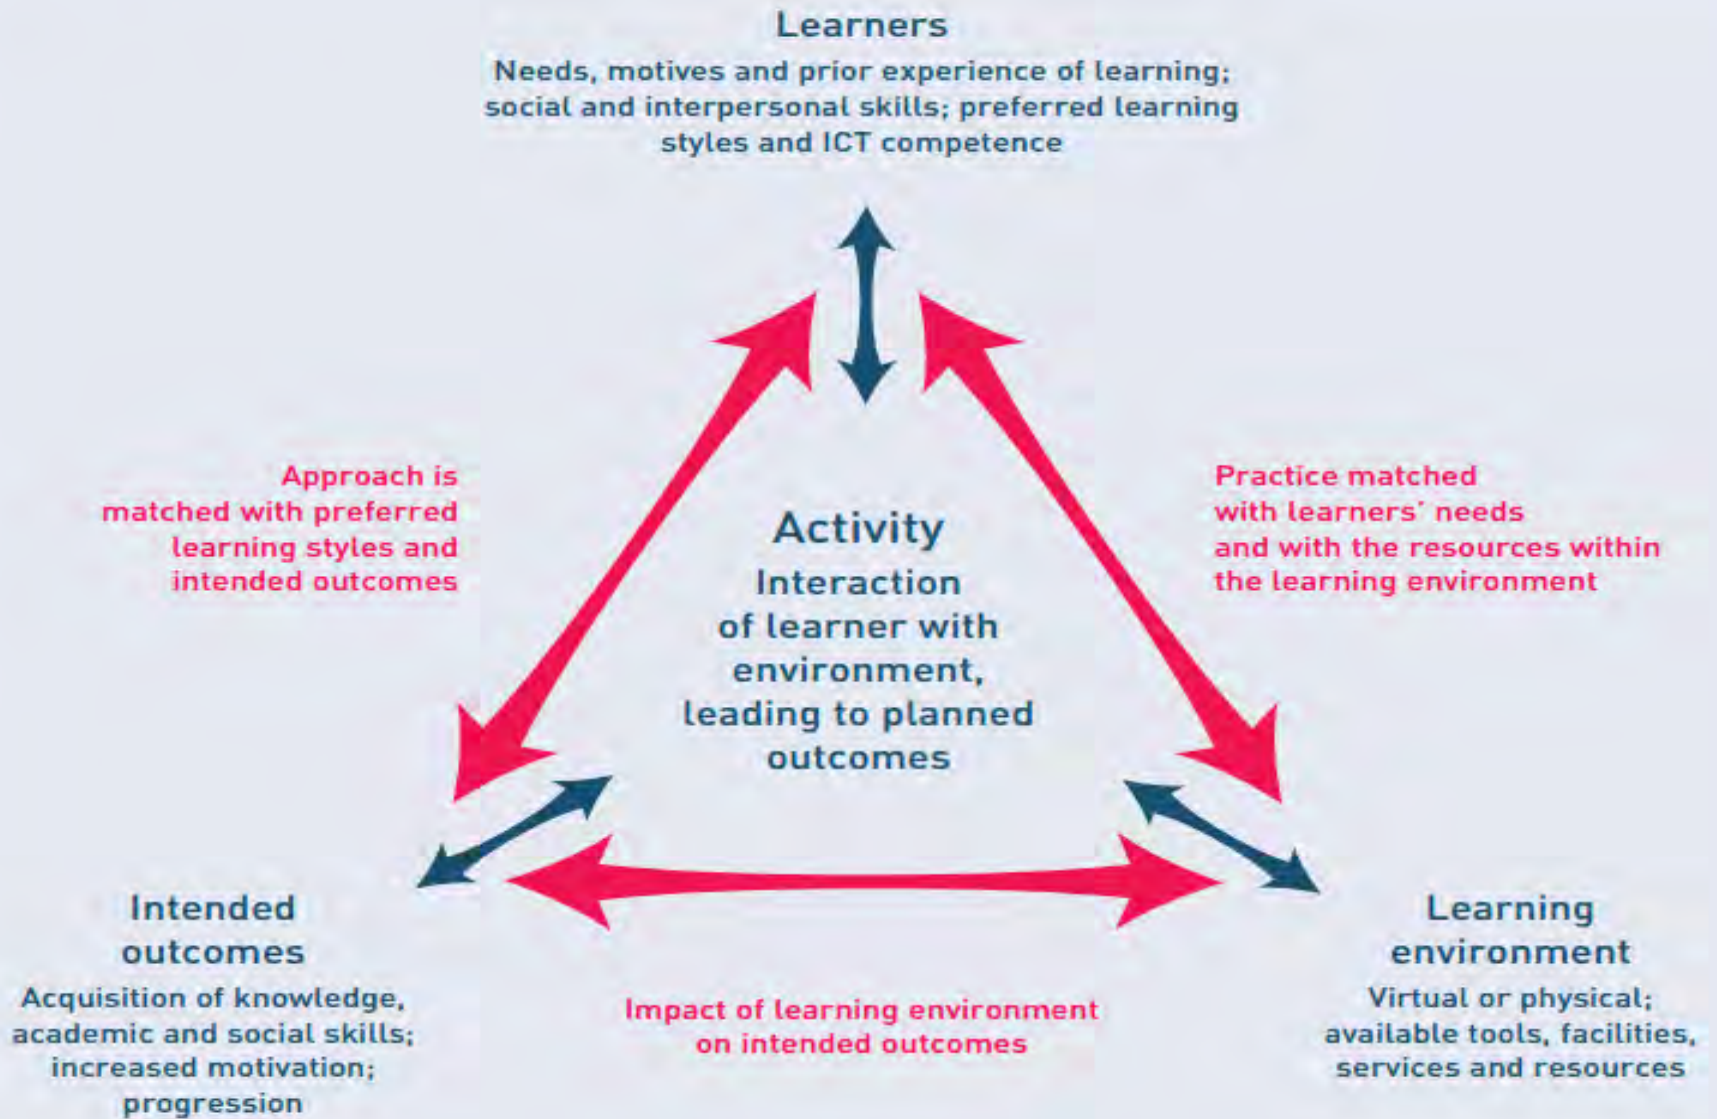 Learners
Needs, motives and prior experience of learning;
social and interpersonal skills; preferred learning
styles and ICT competence
Approach is
matched with preferred
learning styles and
intended outcomes
Activity
Interaction
of learner with
environment,
leading to planned
outcomes
Practice matched
with learners' needs
and with the resources within
the learning environment
Intended
outcomes
Acquisition of knowledge,
academic and social skills;
increased motivation;
progression
Impact of learning environment
on intended outcomes
Learning
environment
Virtual or physical;
available tools, facilities,
services and resources